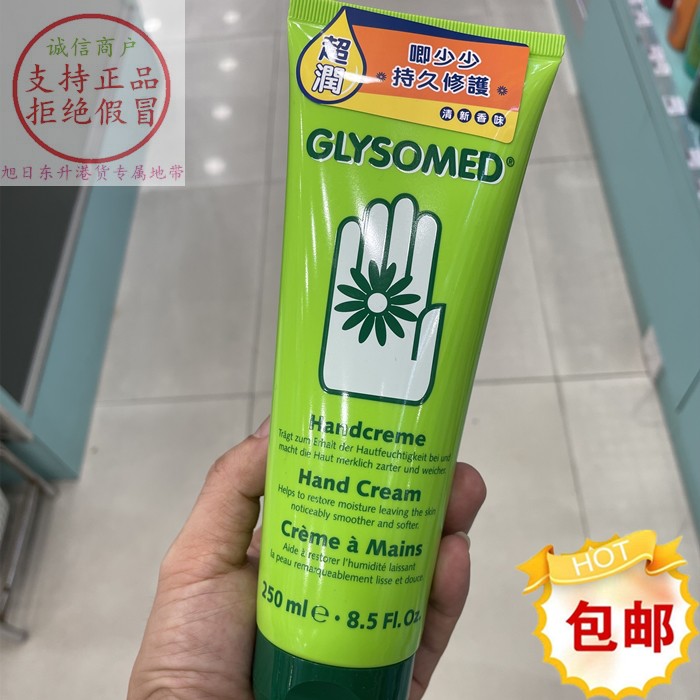 诚信商户
支持正品
拒绝假冒
旭日东升港货专属地带
超潤
唧少少
持久修護
清新香味
GLYSOMED®
Handcreme
Trägt zum Erhalt der Hautfeuchtigkeit bei und
macht die Haut merklich zarter und weicher.
Hand Cream
Helps to restore moisture leaving the skin
noticeably smoother and softer.
Crème à Mains
Aide à restorer l'humidité laissant
la peau remarquablement lisse et douce.
250 ml e · 8.5 Fl. Oz.
HOT
包邮